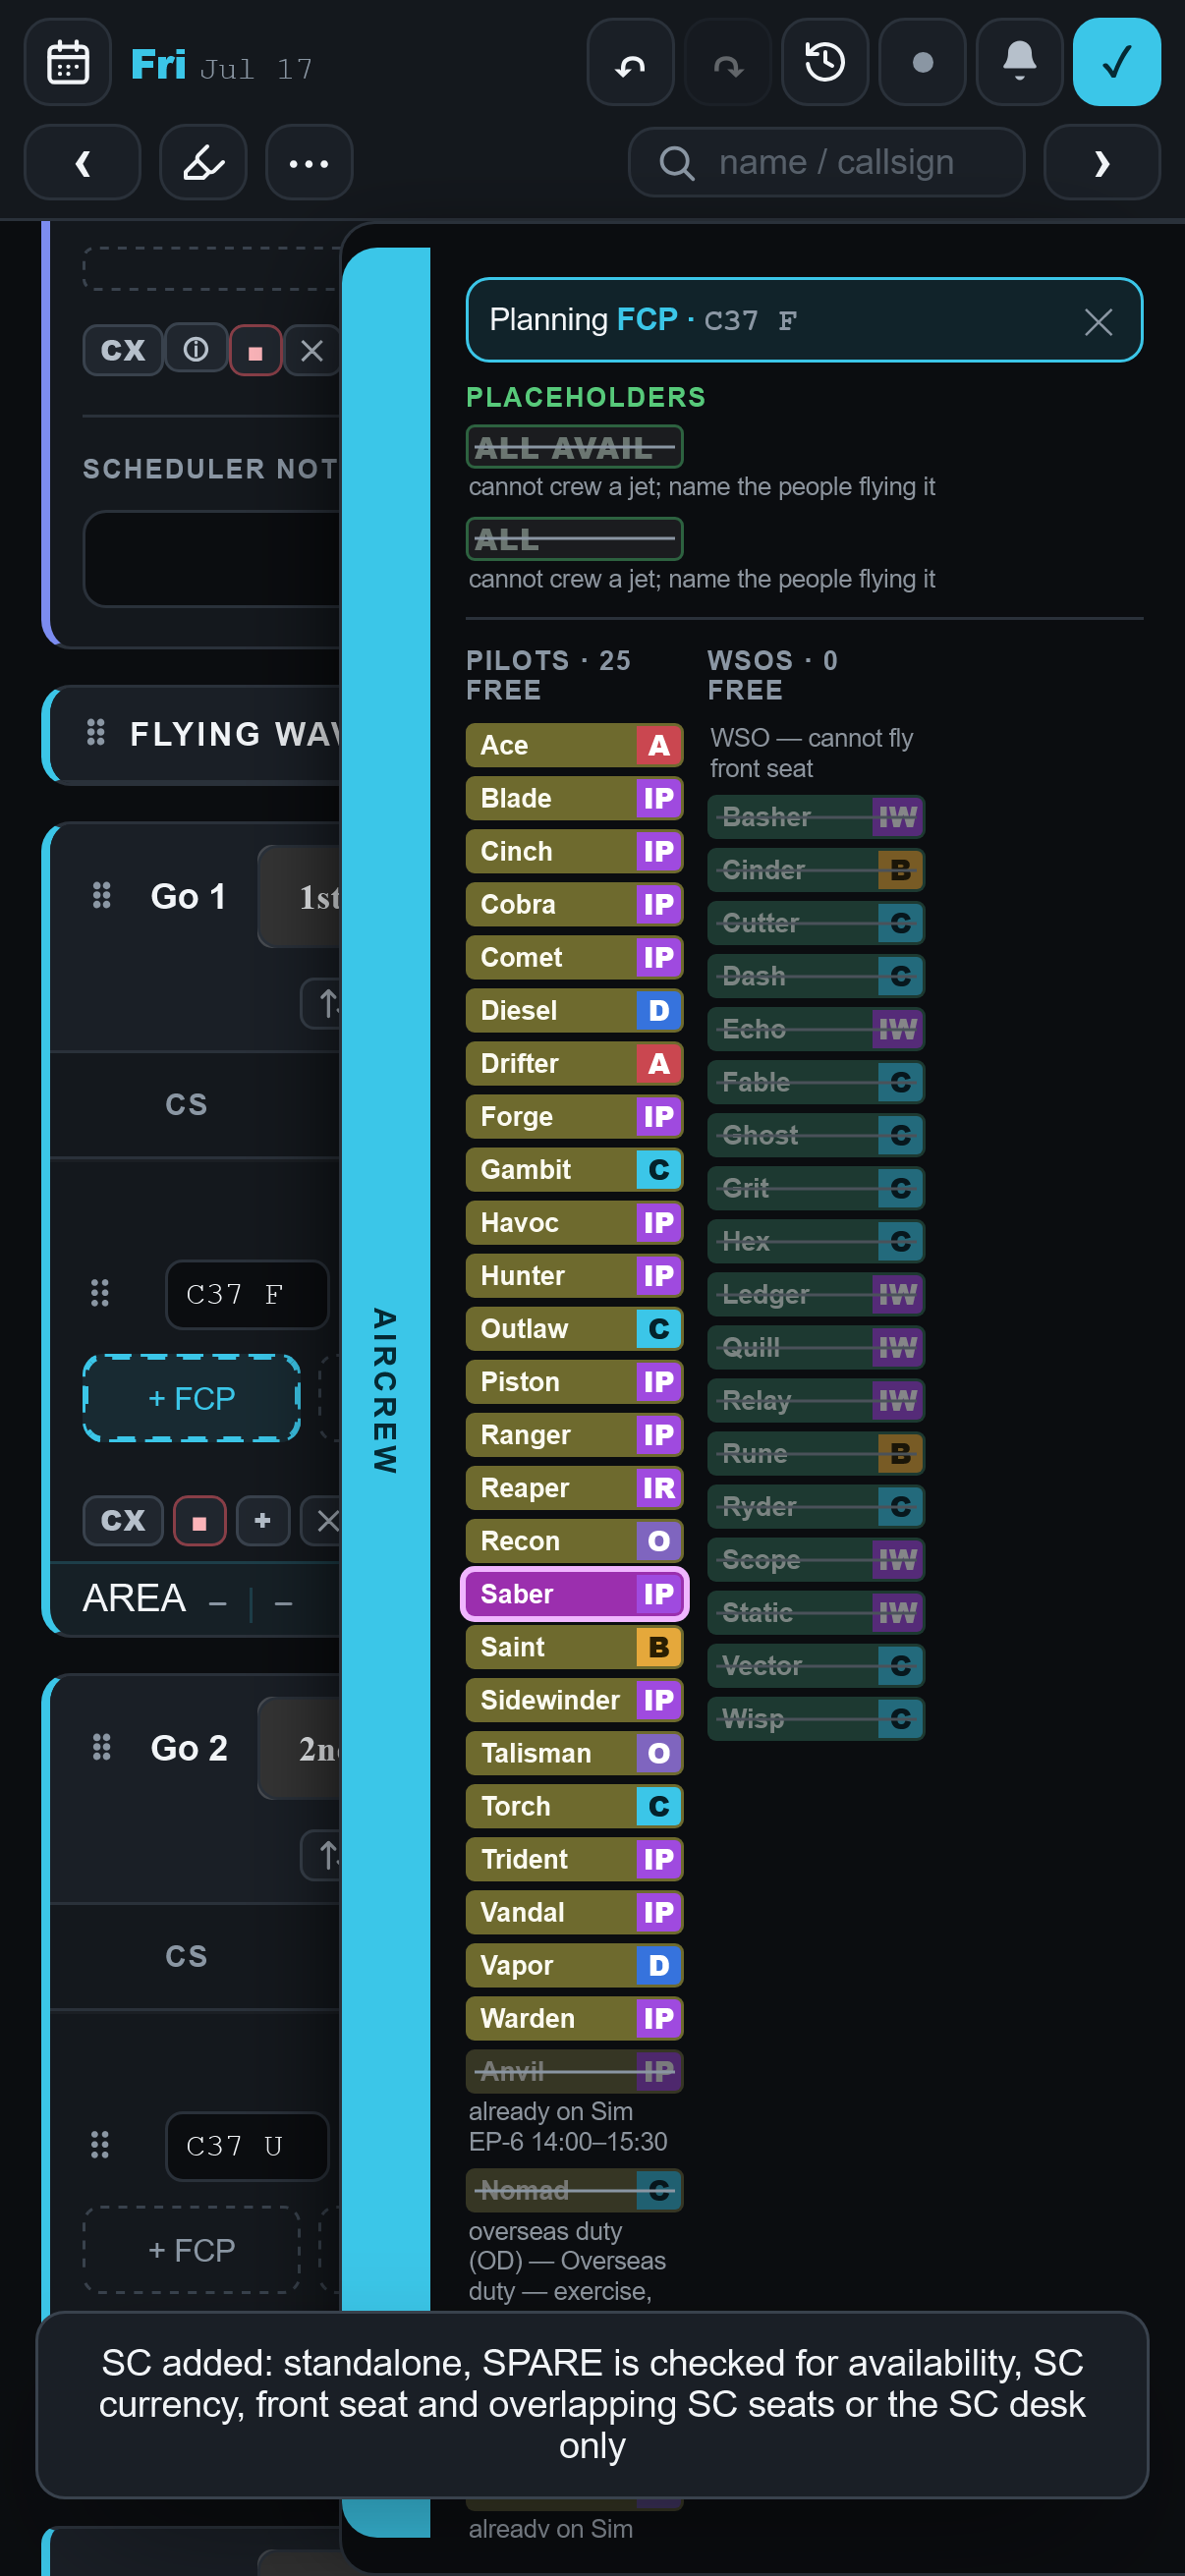 Fri Jul 17
name / callsign
CX
SCHEDULER NOT
FLYING WAV
Go 1 1st
CS
C37 F
+ FCP
CX
AREA – | –
Go 2 2nd
CS
C37 U
+ FCP
AIRCREW
Planning FCP · C37 F
PLACEHOLDERS
ALL AVAIL
cannot crew a jet; name the people flying it
ALL
cannot crew a jet; name the people flying it
PILOTS · 25
FREE
Ace A
Blade IP
Cinch IP
Cobra IP
Comet IP
Diesel D
Drifter A
Forge IP
Gambit C
Havoc IP
Hunter IP
Outlaw C
Piston IP
Ranger IP
Reaper IR
Recon O
Saber IP
Saint B
Sidewinder IP
Talisman O
Torch C
Trident IP
Vandal IP
Vapor D
Warden IP
Anvil IP
already on Sim
EP-6 14:00–15:30
Nomad C
overseas duty
(OD) — Overseas
duty — exercise,
already on Sim
WSOS · 0
FREE
WSO — cannot fly
front seat
Basher IW
Cinder B
Cutter C
Dash C
Echo IW
Fable C
Ghost C
Grit C
Hex C
Ledger IW
Quill IW
Relay IW
Rune B
Ryder C
Scope IW
Static IW
Vector C
Wisp C
SC added: standalone, SPARE is checked for availability, SC
currency, front seat and overlapping SC seats or the SC desk
only